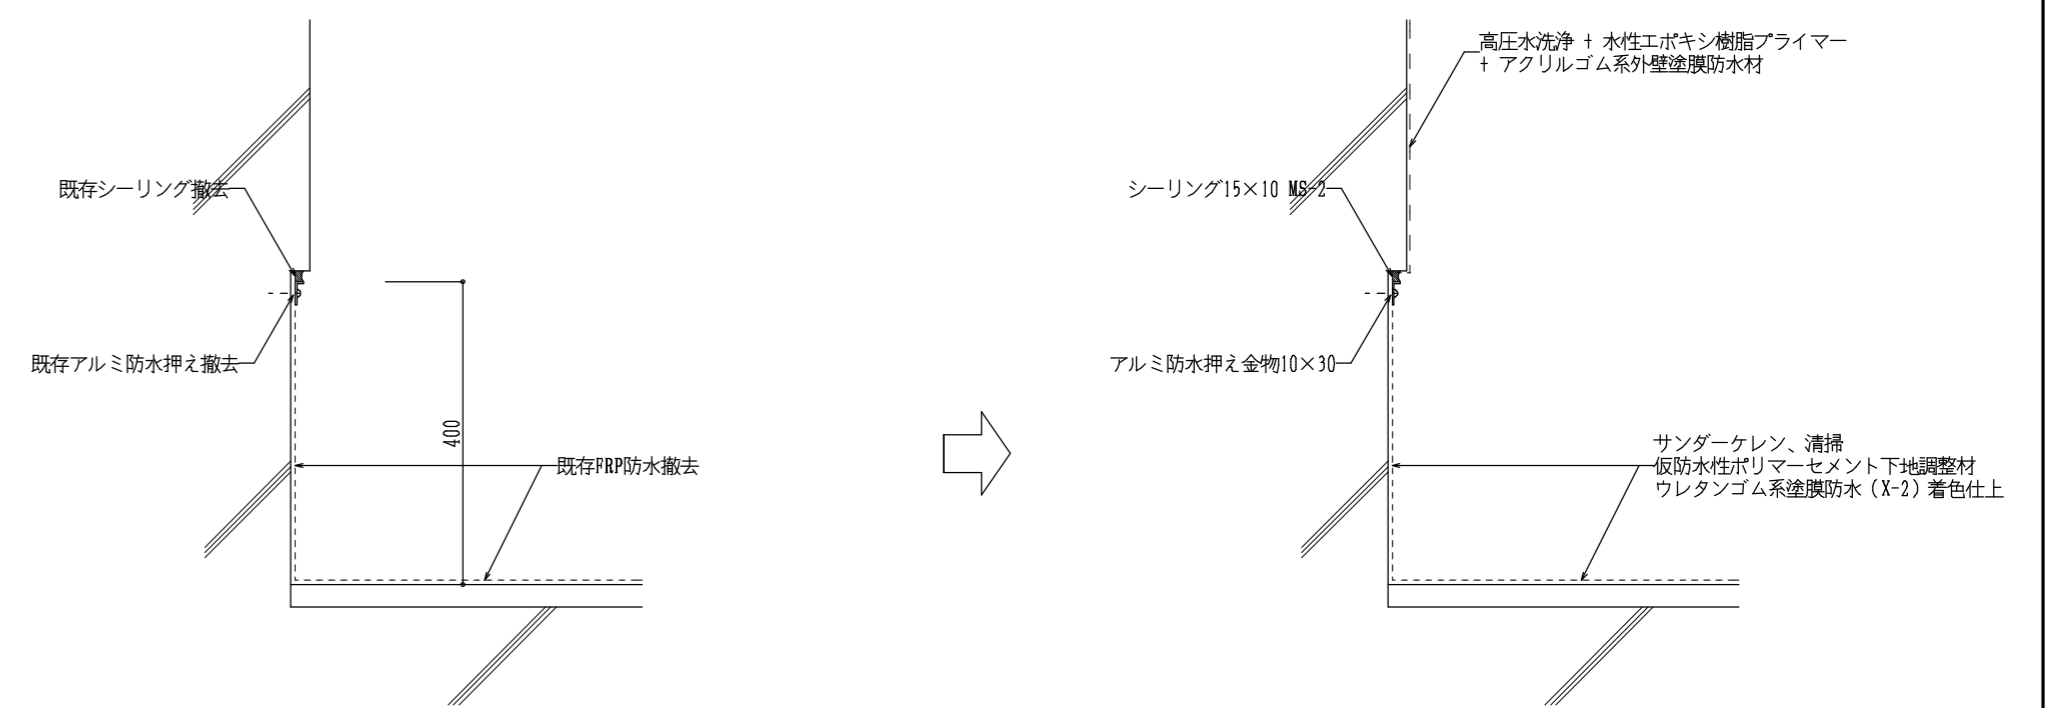 既存シーリング撤去
既存アルミ防水押え撤去
400
既存FRP防水撤去
高圧水洗浄 + 水性エポキシ樹脂プライマー
+ アクリルゴム系外壁塗膜防水材
シーリング15×10 MS-2
アルミ防水押え金物10×30
サンダーケレン、清掃
仮防水性ポリマーセメント下地調整材
ウレタンゴム系塗膜防水（X-2）着色仕上